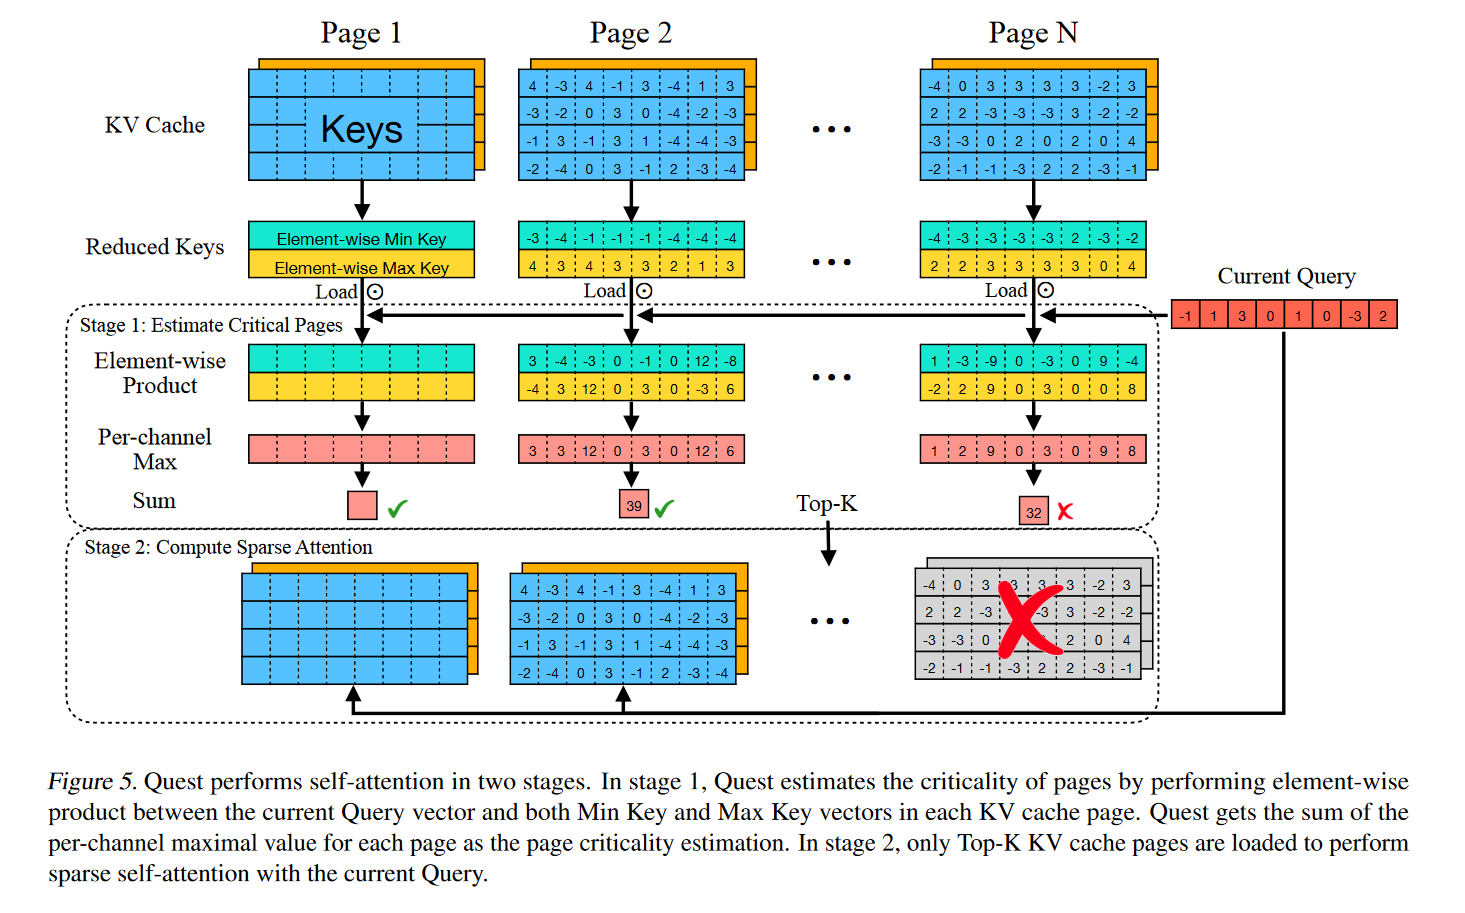 Page 1 Page 2 Page N
KV Cache
Keys
4 -3 4 -1 3 -4 1 3
-3 -2 0 3 0 -4 -2 -3
-1 3 -1 3 1 -4 -4 -3
-2 -4 0 3 -1 2 -3 -4
...
-4 0 3 3 3 3 -2 3
2 2 -3 -3 -3 3 -2 -2
-3 -3 0 2 0 2 0 4
-2 -1 -1 -3 2 2 -3 -1
Reduced Keys
Element-wise Min Key
Element-wise Max Key
-3 -4 -1 -1 -1 -4 -4 -4
4 3 4 3 3 2 1 3
...
-4 -3 -3 -3 -3 2 -3 -2
2 2 3 3 3 3 0 4
Load Load Load
Current Query
-1 1 3 0 1 0 -3 2
Stage 1: Estimate Critical Pages
Element-wise
Product
3 -4 -3 0 -1 0 12 -8
-4 3 12 0 3 0 -3 6
...
1 -3 -9 0 -3 0 9 -4
-2 2 9 0 3 0 0 8
Per-channel
Max
3 3 12 0 3 0 12 6
1 2 9 0 3 0 9 8
Sum
39
Top-K
32
Stage 2: Compute Sparse Attention
4 -3 4 -1 3 -4 1 3
-3 -2 0 3 0 -4 -2 -3
-1 3 -1 3 1 -4 -4 -3
-2 -4 0 3 -1 2 -3 -4
...
-4 0 3 3 3 3 -2 3
2 2 -3 -3 3 -2 -2
-3 -3 0 2 0 4
-2 -1 -1 -3 2 2 -3 -1
Figure 5. Quest performs self-attention in two stages. In stage 1, Quest estimates the criticality of pages by performing element-wise
product between the current Query vector and both Min Key and Max Key vectors in each KV cache page. Quest gets the sum of the
per-channel maximal value for each page as the page criticality estimation. In stage 2, only Top-K KV cache pages are loaded to perform
sparse self-attention with the current Query.